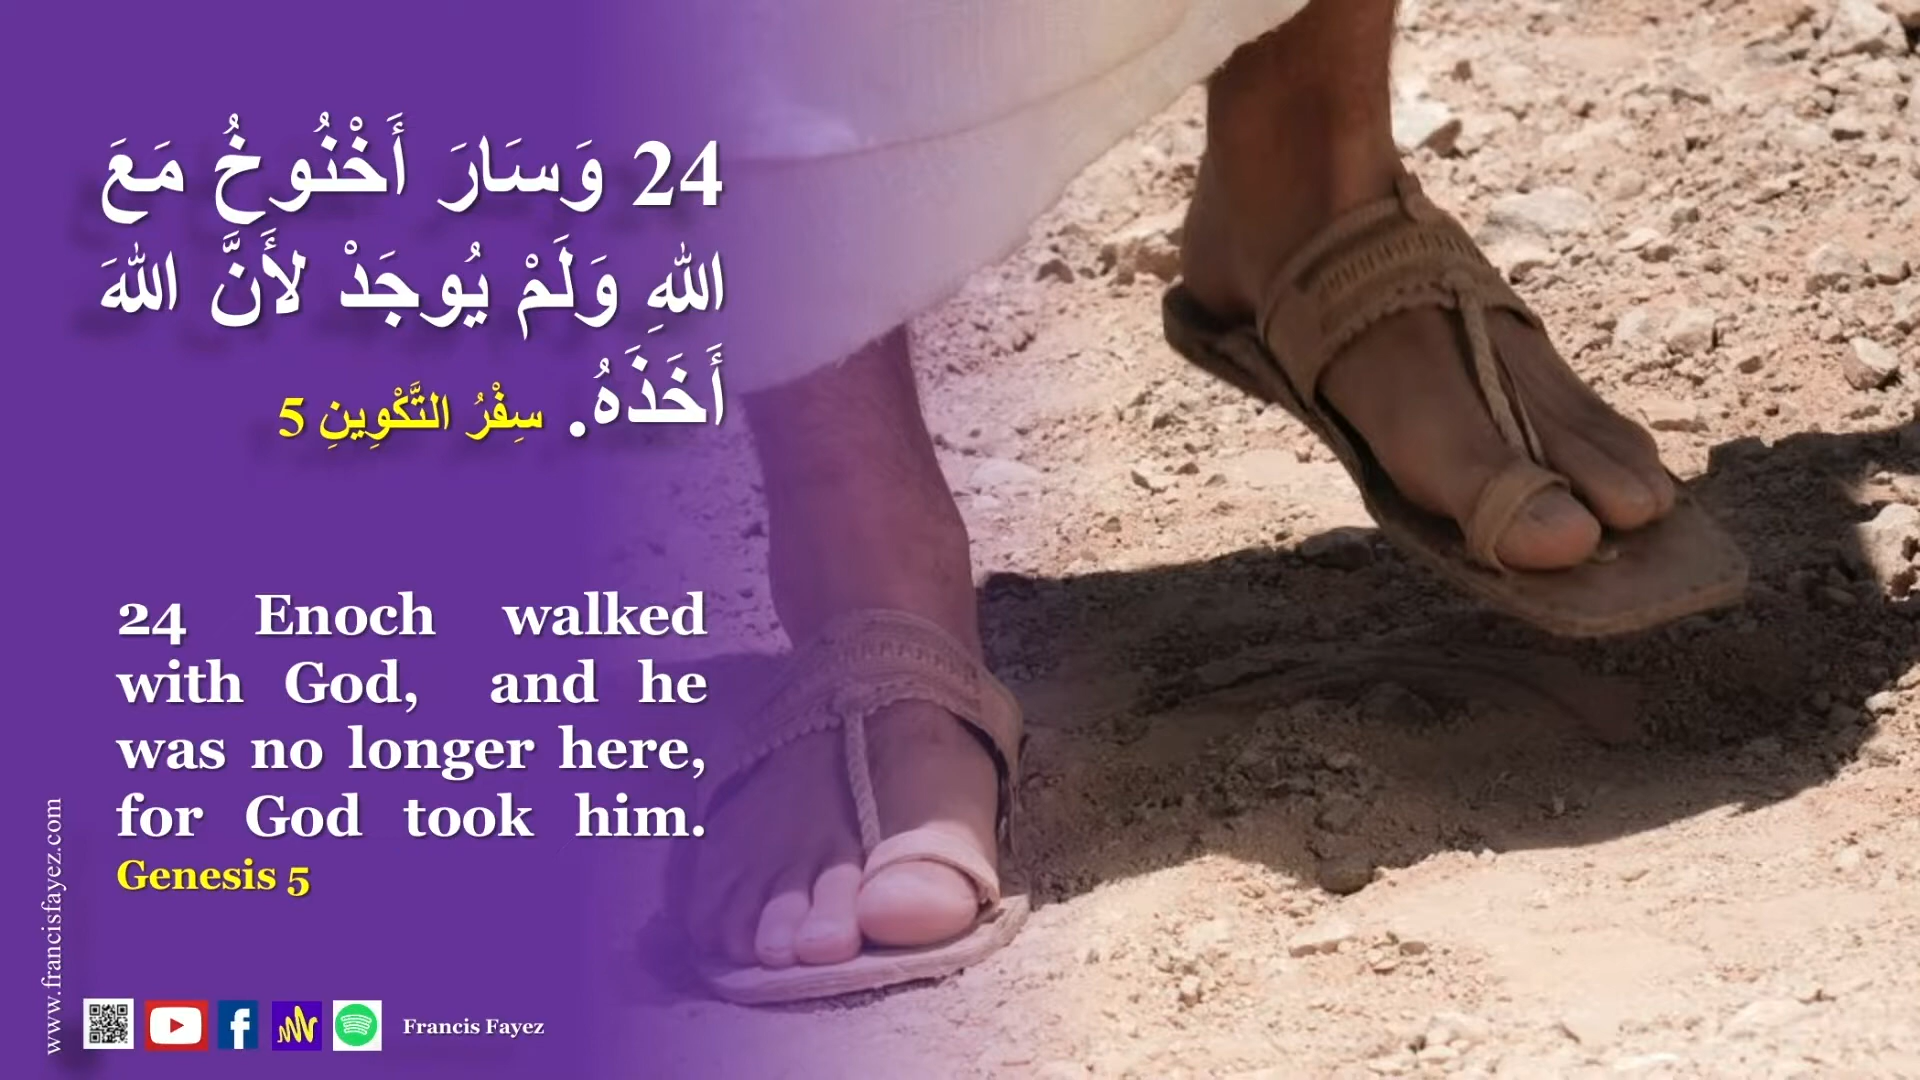 24 وَسَارَ أَخْنُوخُ مَعَ
اللهِ وَلَمْ يُوجَدْ لأَنَّ اللهَ
أَخَذَهُ. سِفْرُ التَّكْوِينِ 5
24 Enoch walked
with God, and he
was no longer here,
for God took him.
Genesis 5
www.francisfayez.com
Francis Fayez